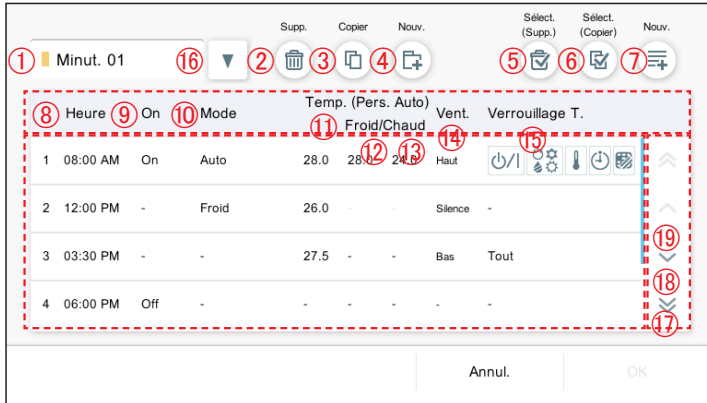 Supp. Copier Nouv. Sélect. (Supp.) Sélect. (Copier) Nouv.
① Minut. 01 ⑯ ▼ ② ③ ④ ⑤ ⑥ ⑦
Temp. (Pers. Auto)
⑧ Heure ⑨ On ⑩ Mode ⑪ Froid/Chaud Vent. Verrouillage T.
⑫ ⑬ ⑭ ⑮
1 08:00 AM On Auto 28.0 28.0 24.0 Haut
2 12:00 PM - Froid 26.0 - - Silence -
⑲
3 03:30 PM - - 27.5 - - Bas Tout
⑱
4 06:00 PM Off - - - - - -
⑰
Annul. OK